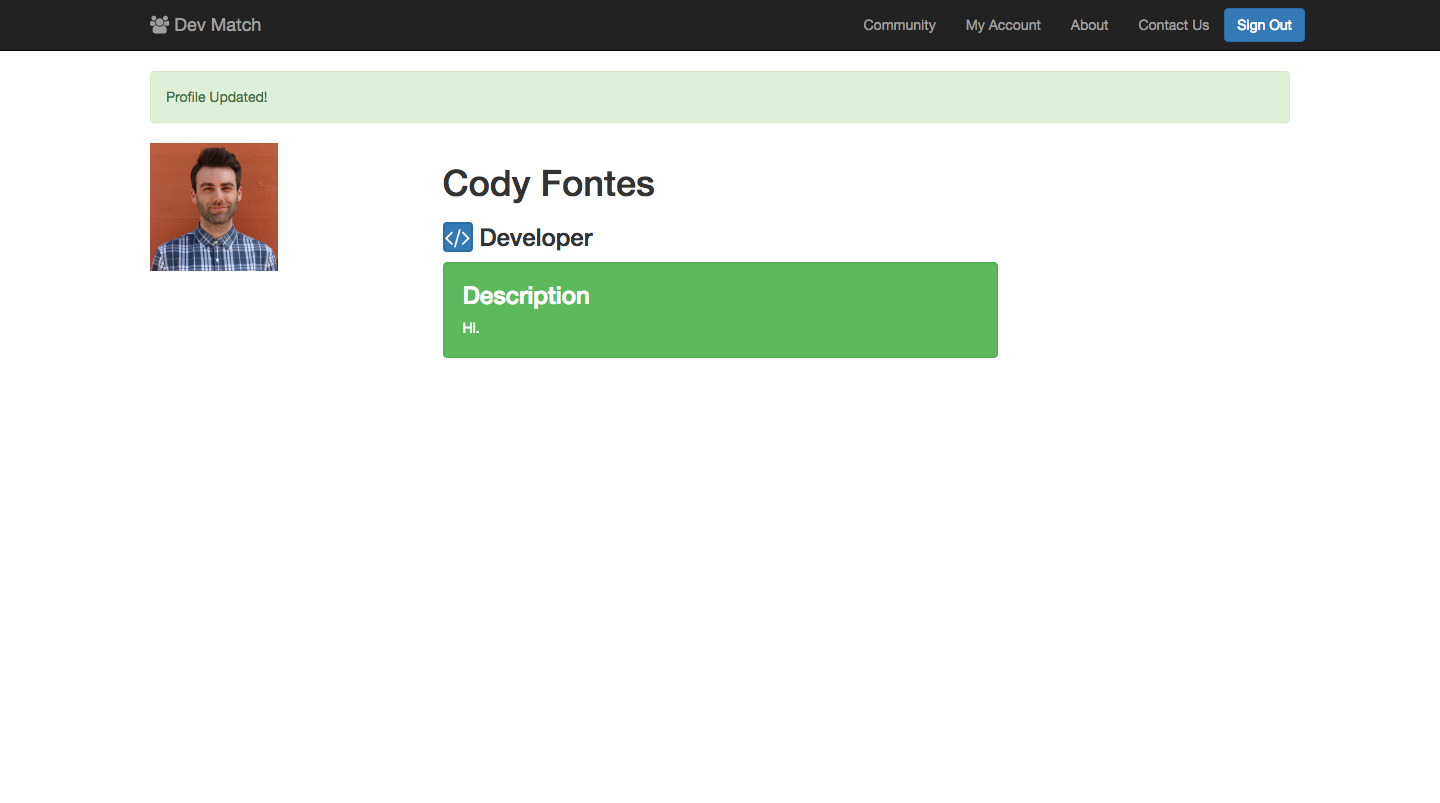 Dev Match
Community
My Account
About
Contact Us
Sign Out
Profile Updated!
Cody Fontes
</> Developer
Description
Hi.